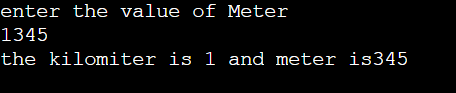 enter the value of Meter
1345
the kilomiter is 1 and meter is345